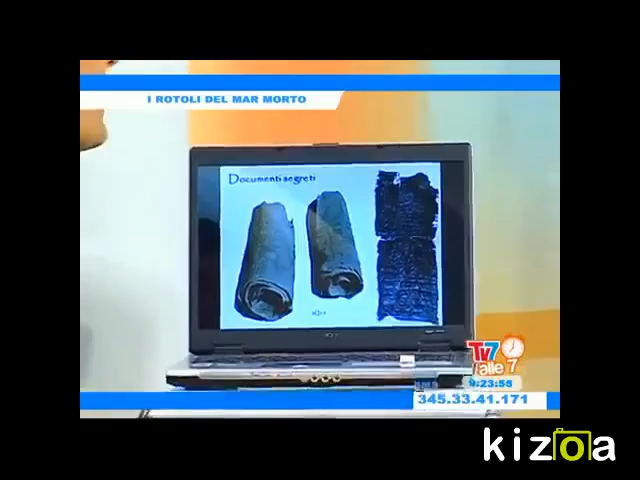 I ROTOLI DEL MAR MORTO
Documenti segreti
TV7
alle 7
9:23:56
345.33.41.171
kizoa